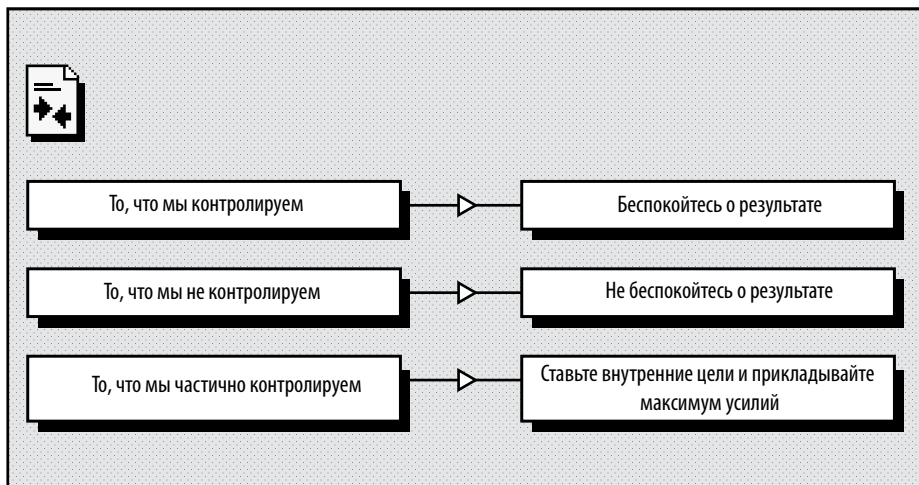 То, что мы контролируем
Беспокойтесь о результате
То, что мы не контролируем
Не беспокойтесь о результате
То, что мы частично контролируем
Ставьте внутренние цели и прикладывайте
максимум усилий